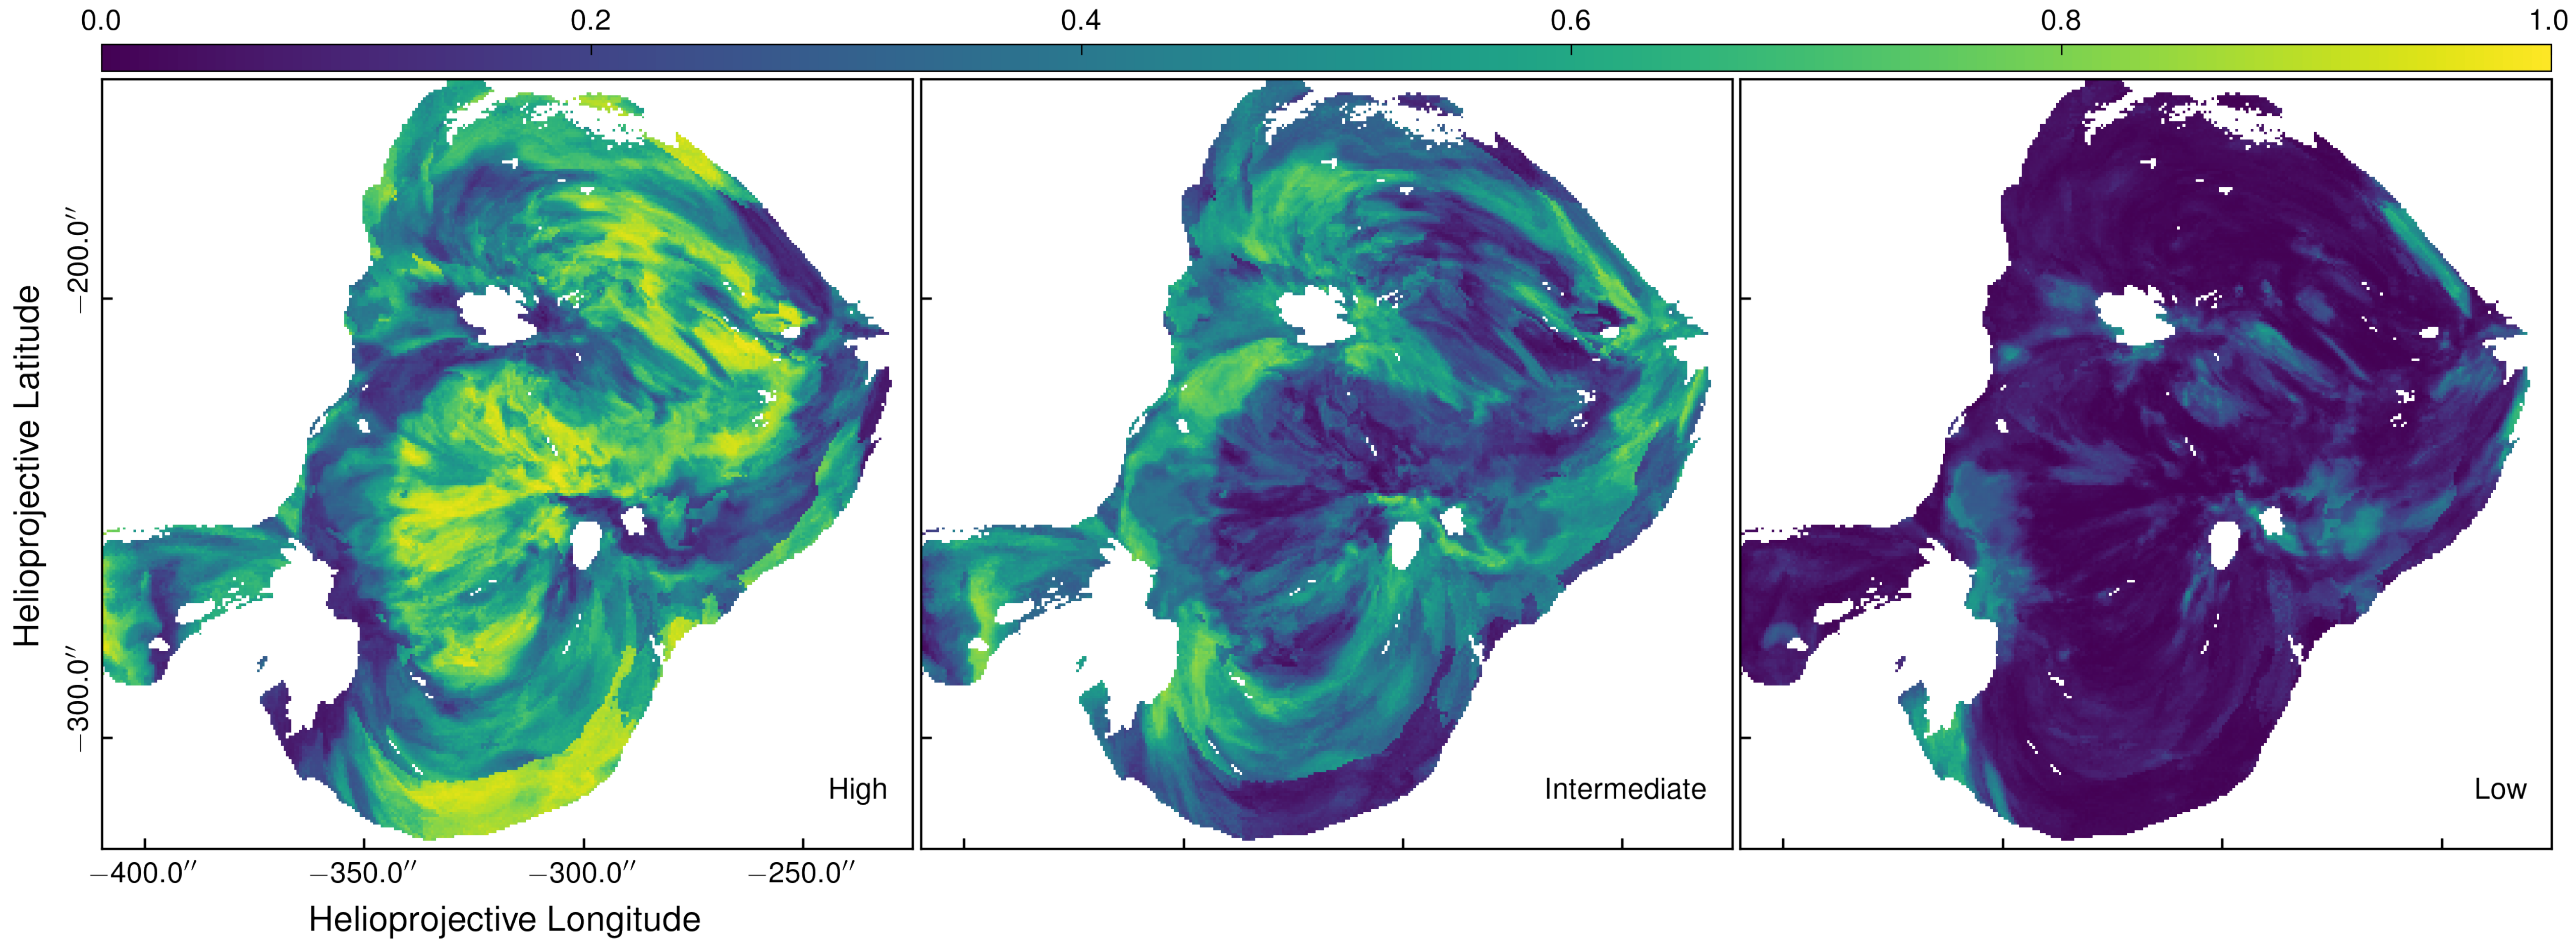 0.0 0.2 0.4 0.6 0.8 1.0
−200.0″
Helioprojective Latitude
−300.0″
High Intermediate Low
−400.0″ −350.0″ −300.0″ −250.0″
Helioprojective Longitude